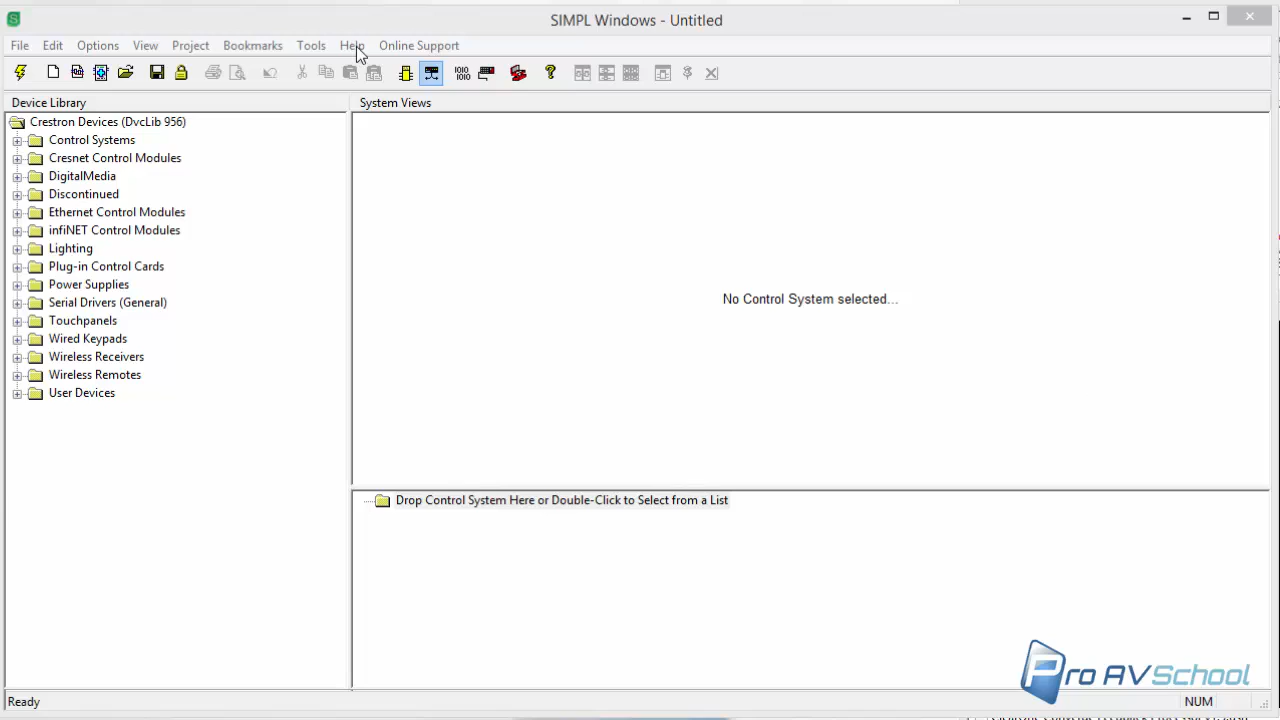 SIMPL Windows - Untitled
File Edit Options View Project Bookmarks Tools Help Online Support
Device Library
System Views
Crestron Devices (DvcLib 956)
Control Systems
Cresnet Control Modules
DigitalMedia
Discontinued
Ethernet Control Modules
infiNET Control Modules
Lighting
Plug-in Control Cards
Power Supplies
Serial Drivers (General)
Touchpanels
Wired Keypads
Wireless Receivers
Wireless Remotes
User Devices
No Control System selected...
Drop Control System Here or Double-Click to Select from a List
Pro AVSchool
Ready
NUM